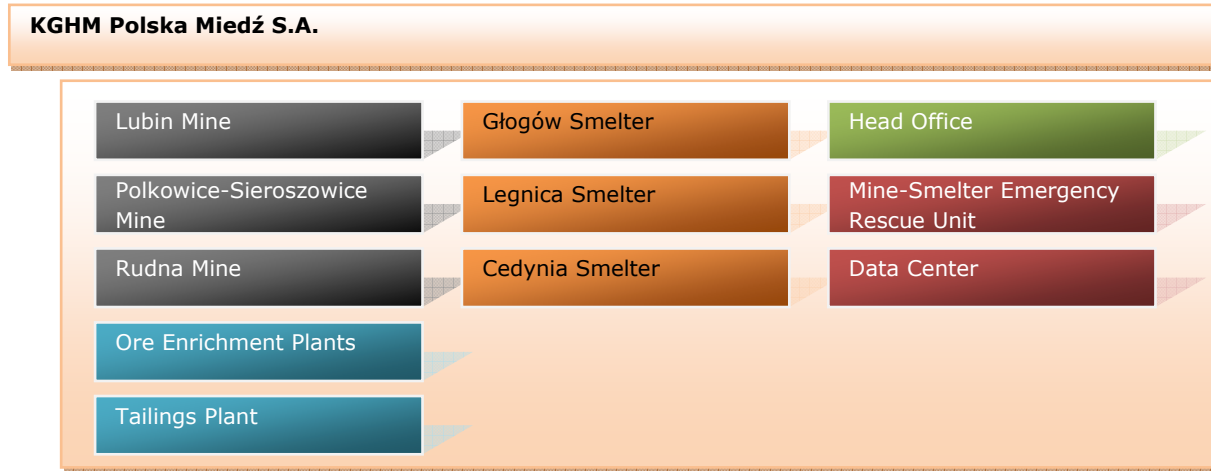 KGHM Polska Miedź S.A.
Lubin Mine
Głogów Smelter
Head Office
Polkowice-Sieroszowice
Mine
Legnica Smelter
Mine-Smelter Emergency
Rescue Unit
Rudna Mine
Cedynia Smelter
Data Center
Ore Enrichment Plants
Tailings Plant